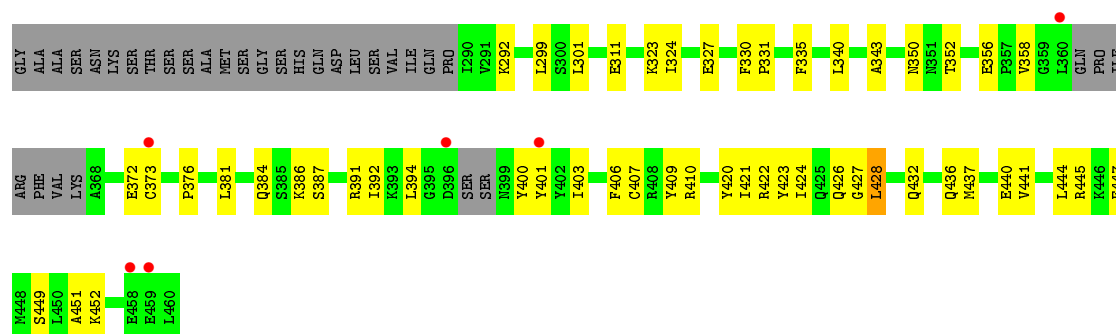 GLY ALA ALA SER ASN LYS SER THR SER SER ALA MET SER GLY SER HIS GLN ASP LEU SER VAL ILE GLN PRO I290 V291 K292 L299 S300 L301 E311 K323 I324 E327 F330 P331 F335 L340 A343 N350 N351 T352 E356 P357 V358 G359 L360 GLN PRO ILE
ARG PHE VAL LYS A368 E372 C373 P376 L381 Q384 S385 K386 S387 R391 I392 K393 L394 G395 D396 SER SER N399 Y400 Y401 Y402 I403 F406 C407 R408 Y409 R410 Y420 I421 R422 Y423 I424 Q425 Q426 G427 L428 Q432 Q436 M437 E440 V441 L444 R445 K446
M448 S449 L450 A451 K452 E458 E459 L460